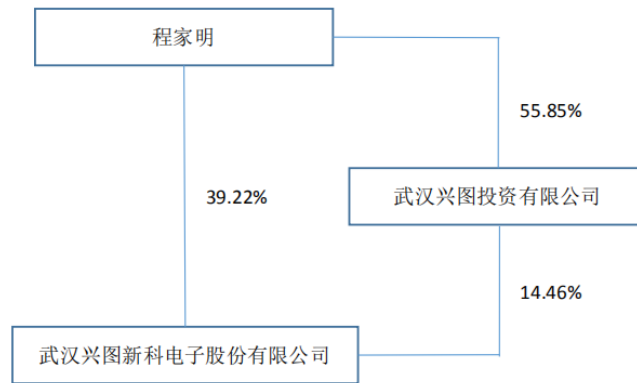 程家明
55.85%
39.22%
武汉兴图投资有限公司
14.46%
武汉兴图新科电子股份有限公司